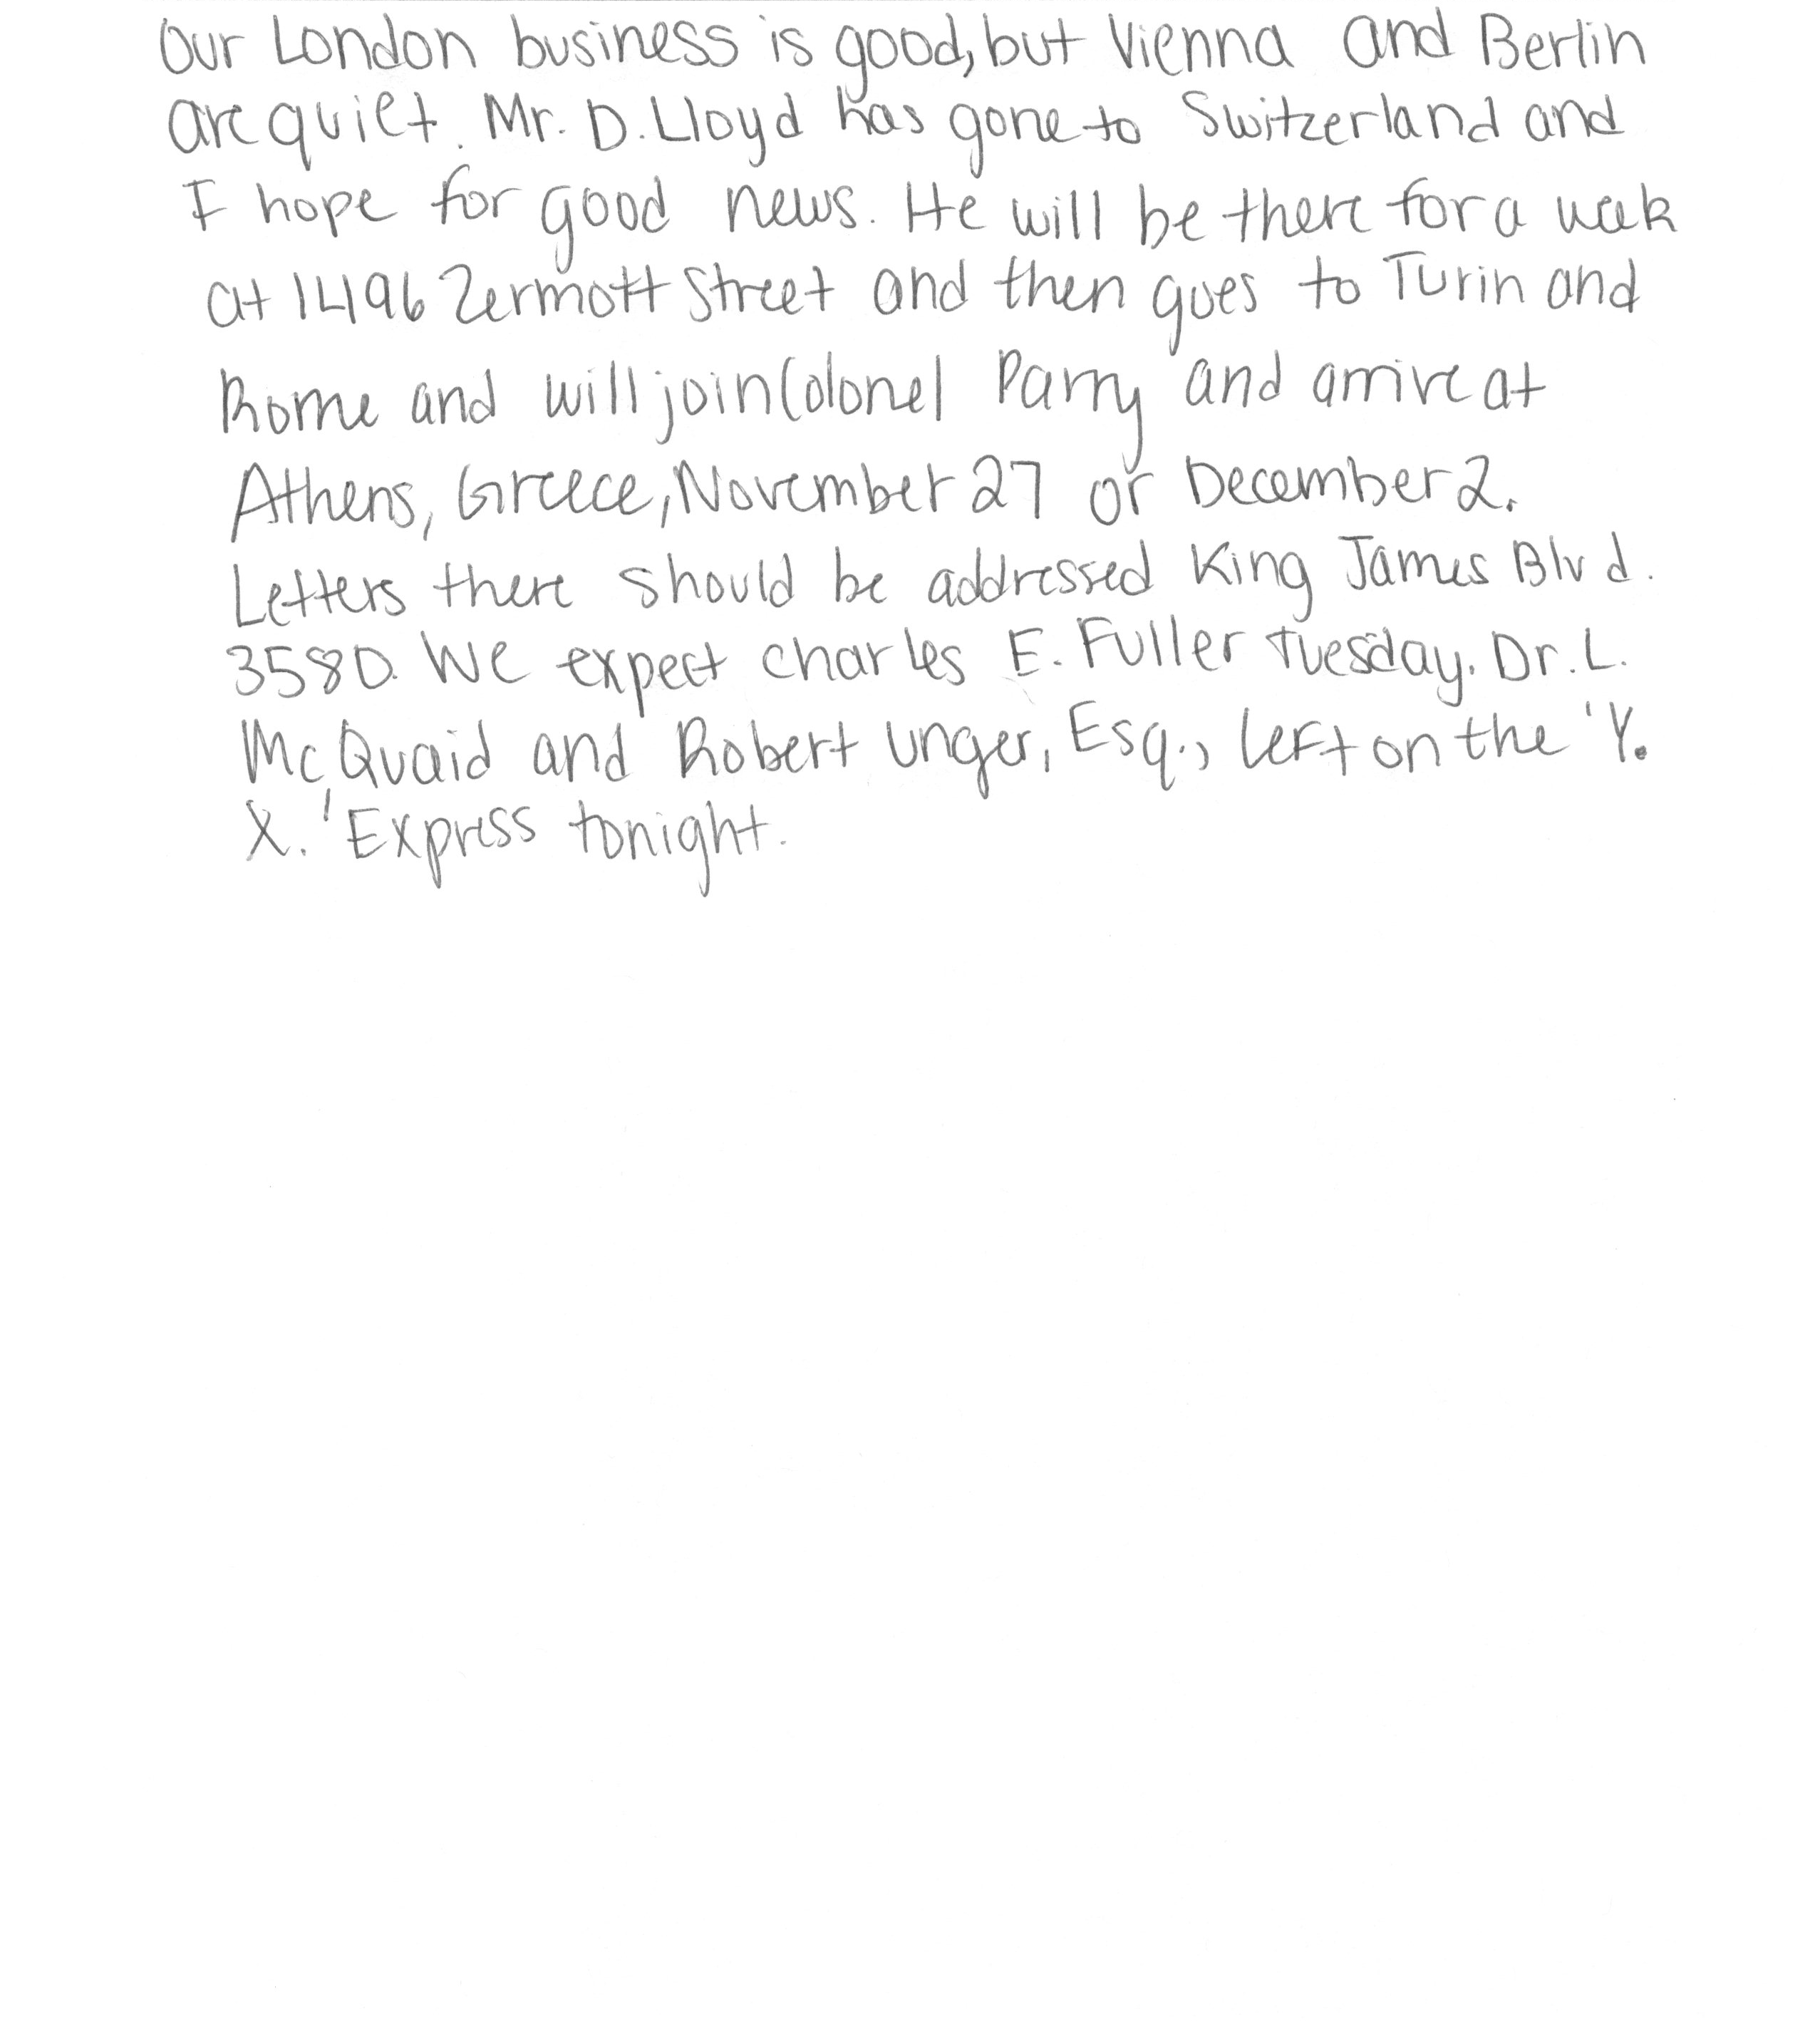 Our London business is good, but Vienna and Berlin
are quiet. Mr. D. Lloyd has gone to Switzerland and
I hope for good news. He will be there for a week
at 1496 Zermott Street and then goes to Turin and
Rome and will join Colonel Parry and arrive at
Athens, Greece, November 27 or December 2.
Letters there should be addressed King James Blvd.
3580. We expect Charles E. Fuller Tuesday. Dr. L.
McQuaid and Robert Unger, Esq., left on the 'Y.
X.' Express tonight.